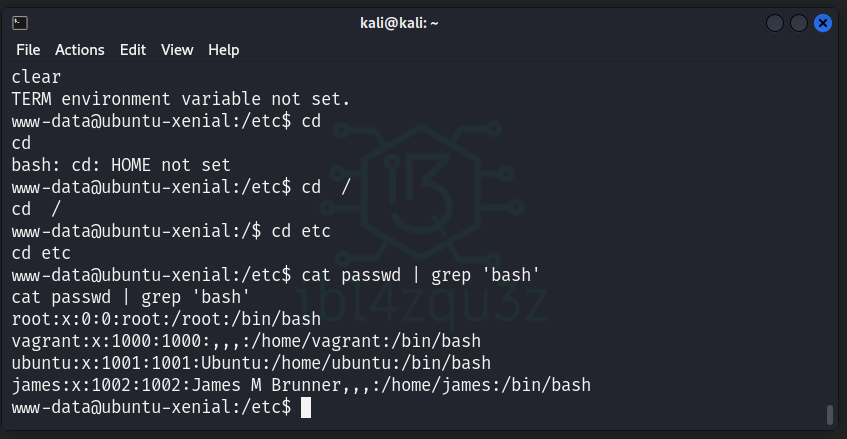 kali@kali: ~
File Actions Edit View Help
clear
TERM environment variable not set.
www-data@ubuntu-xenial:/etc$ cd
cd
bash: cd: HOME not set
www-data@ubuntu-xenial:/etc$ cd  /
cd  /
www-data@ubuntu-xenial:/$ cd etc
cd etc
www-data@ubuntu-xenial:/etc$ cat passwd | grep 'bash'
cat passwd | grep 'bash'
root:x:0:0:root:/root:/bin/bash
vagrant:x:1000:1000:,,,:/home/vagrant:/bin/bash
ubuntu:x:1001:1001:Ubuntu:/home/ubuntu:/bin/bash
james:x:1002:1002:James M Brunner,,,:/home/james:/bin/bash
www-data@ubuntu-xenial:/etc$